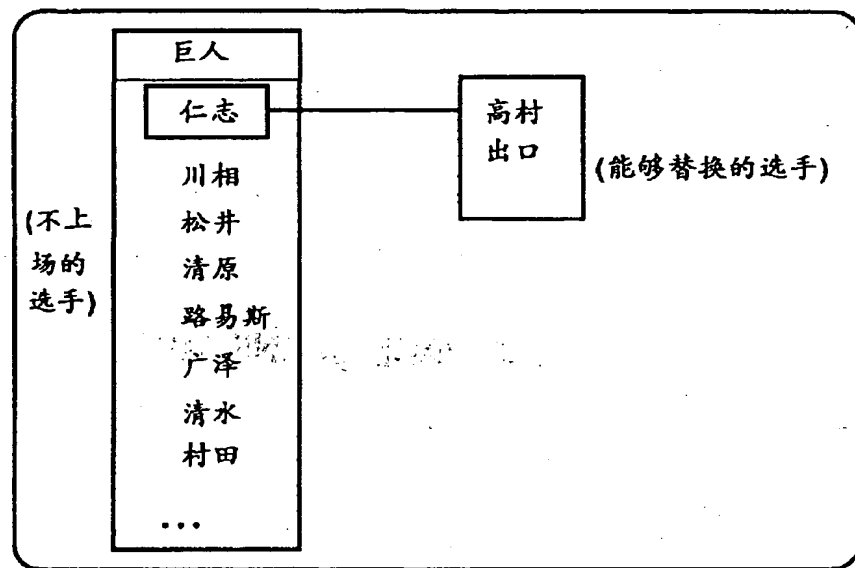 巨人
仁志
川相
松井
清原
路易斯
广泽
清水
村田
...
(不上
场的
选手)
高村
出口
(能够替换的选手)